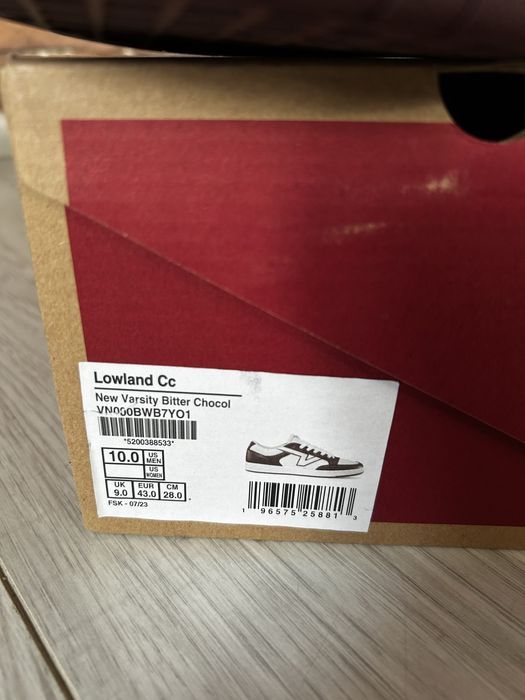 Lowland Cc
New Varsity Bitter Chocol
VN000BWB7YO1
*5200388533*
10.0 US MEN
US WOMEN
UK EUR CM
9.0 43.0 28.0
FSK - 07/23
1 96575 25881 3